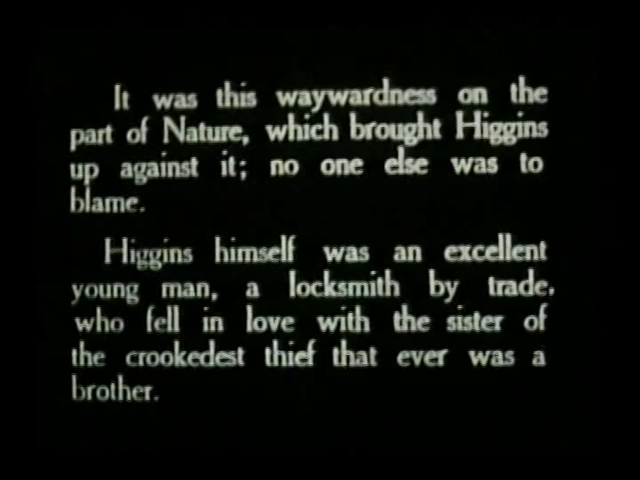 It was this waywardness on the
part of Nature, which brought Higgins
up against it; no one else was to
blame.
Higgins himself was an excellent
young man, a locksmith by trade,
who fell in love with the sister of
the crookedest thief that ever was a
brother.